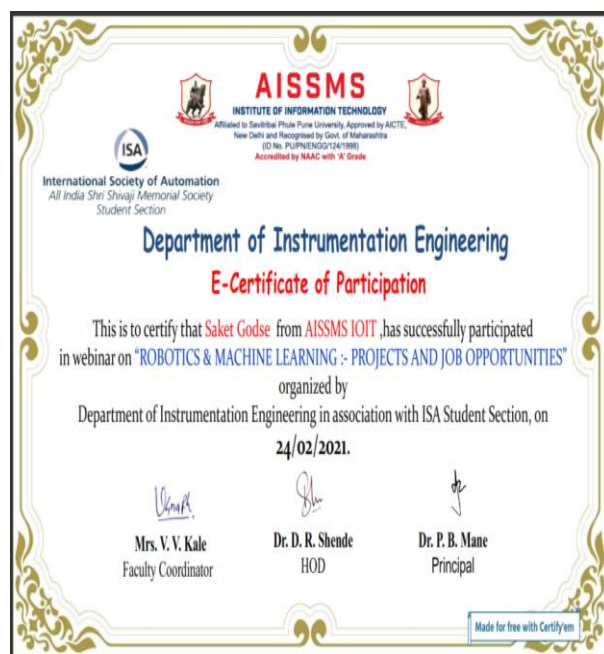 AISSMS
INSTITUTE OF INFORMATION TECHNOLOGY
Affiliated to Savitribai Phule Pune University, Approved by AICTE,
New Delhi and Recognised by Govt. of Maharashtra
(ID No. PU/PN/ENGG/124/1998)
Accredited by NAAC with 'A' Grade
ISA
International Society of Automation
All India Shri Shivaji Memorial Society
Student Section
Department of Instrumentation Engineering
E-Certificate of Participation
This is to certify that Saket Godse from AISSMS IOIT ,has successfully participated
in webinar on "ROBOTICS & MACHINE LEARNING :- PROJECTS AND JOB OPPORTUNITIES"
organized by
Department of Instrumentation Engineering in association with ISA Student Section, on
24/02/2021.
Mrs. V. V. Kale
Faculty Coordinator
Dr. D. R. Shende
HOD
Dr. P. B. Mane
Principal
Made for free with Certify'em